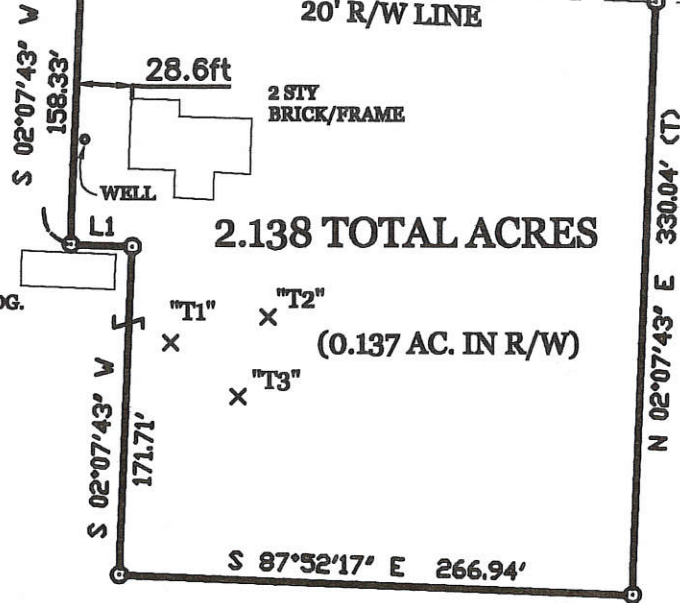 20' R/W LINE
S 02°07'43" W
158.33'
28.6ft
2 STY
BRICK/FRAME
WELL
L1
2.138 TOTAL ACRES
N 02°07'43" E 330.04' (T)
"T1"
"T2"
(0.137 AC. IN R/W)
"T3"
S 02°07'43" W
171.71'
S 87°52'17" E 266.94'